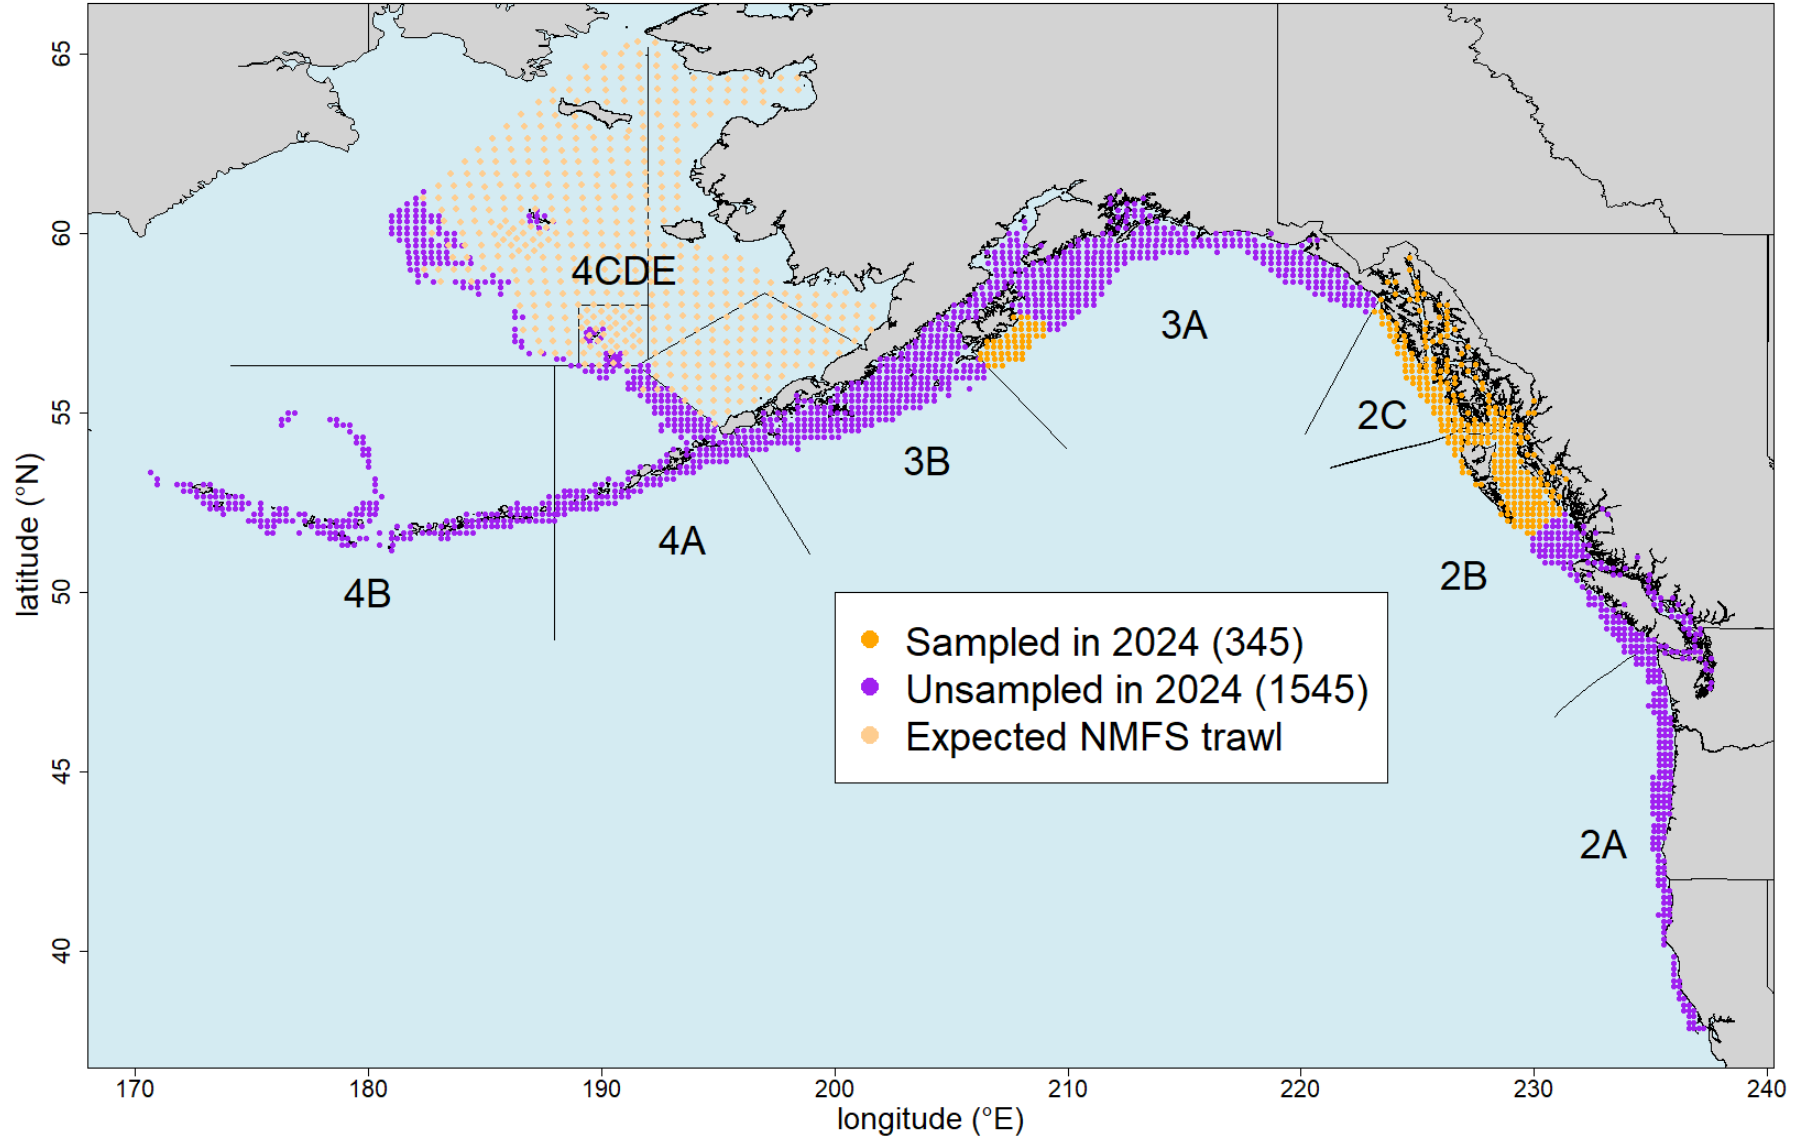 65
60
55
50
45
40
latitude (°N)
4CDE
3A
2C
3B
4A
2B
4B
Sampled in 2024 (345)
Unsampled in 2024 (1545)
Expected NMFS trawl
2A
170
180
190
200
210
220
230
240
longitude (°E)